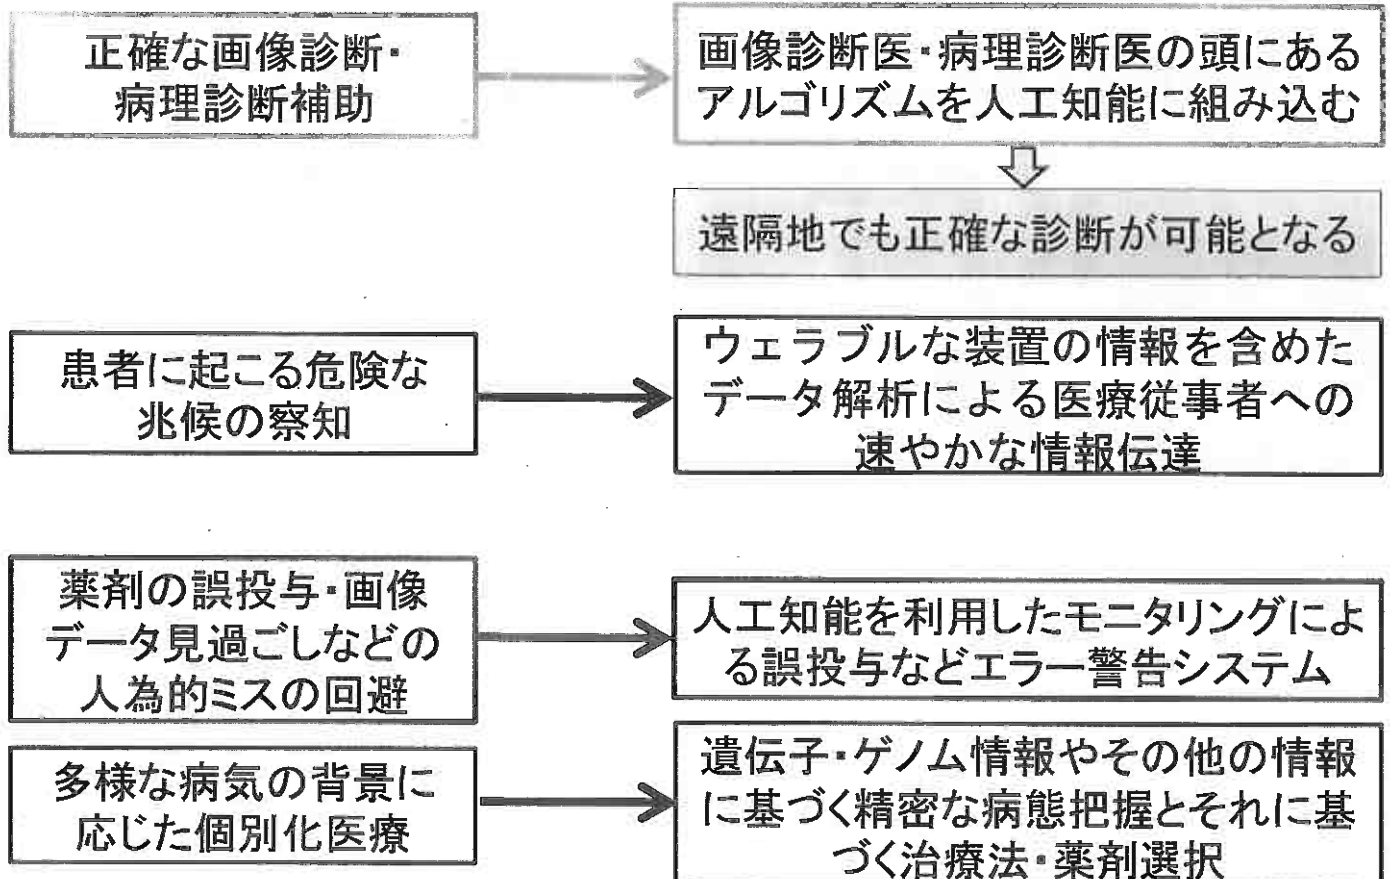 正確な画像診断・
病理診断補助
画像診断医・病理診断医の頭にある
アルゴリズムを人工知能に組み込む
遠隔地でも正確な診断が可能となる
患者に起こる危険な
兆候の察知
ウェラブルな装置の情報を含めた
データ解析による医療従事者への
速やかな情報伝達
薬剤の誤投与・画像
データ見過ごしなどの
人為的ミスの回避
人工知能を利用したモニタリングによ
る誤投与などエラー警告システム
多様な病気の背景に
応じた個別化医療
遺伝子・ゲノム情報やその他の情報
に基づく精密な病態把握とそれに基
づく治療法・薬剤選択